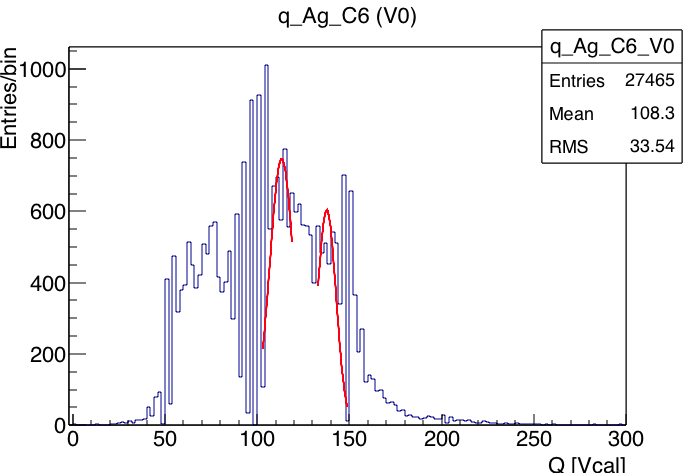 q_Ag_C6 (V0)
q_Ag_C6_V0
Entries 27465
Mean 108.3
RMS 33.54
Entries/bin
1000
800
600
400
200
0
0 50 100 150 200 250 300
Q [Vcal]